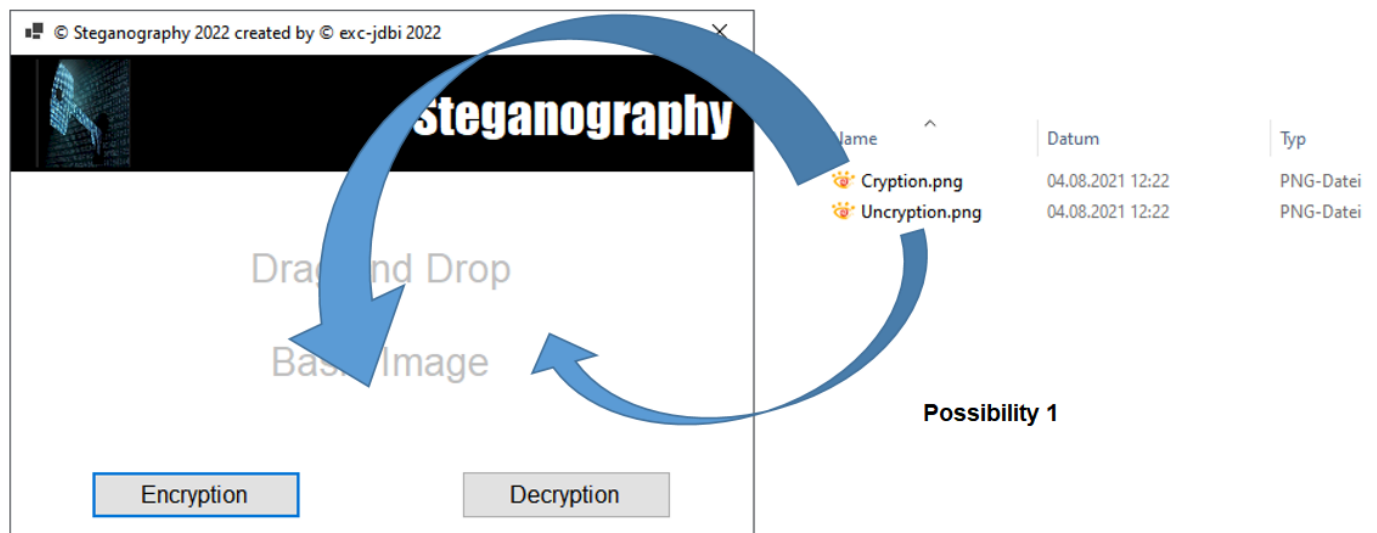 © Steganography 2022 created by © exc-jdbi 2022
Steganography
Name Datum Typ
Cryption.png 04.08.2021 12:22 PNG-Datei
Uncryption.png 04.08.2021 12:22 PNG-Datei
Drag and Drop
Image
Possibility 1
Encryption Decryption